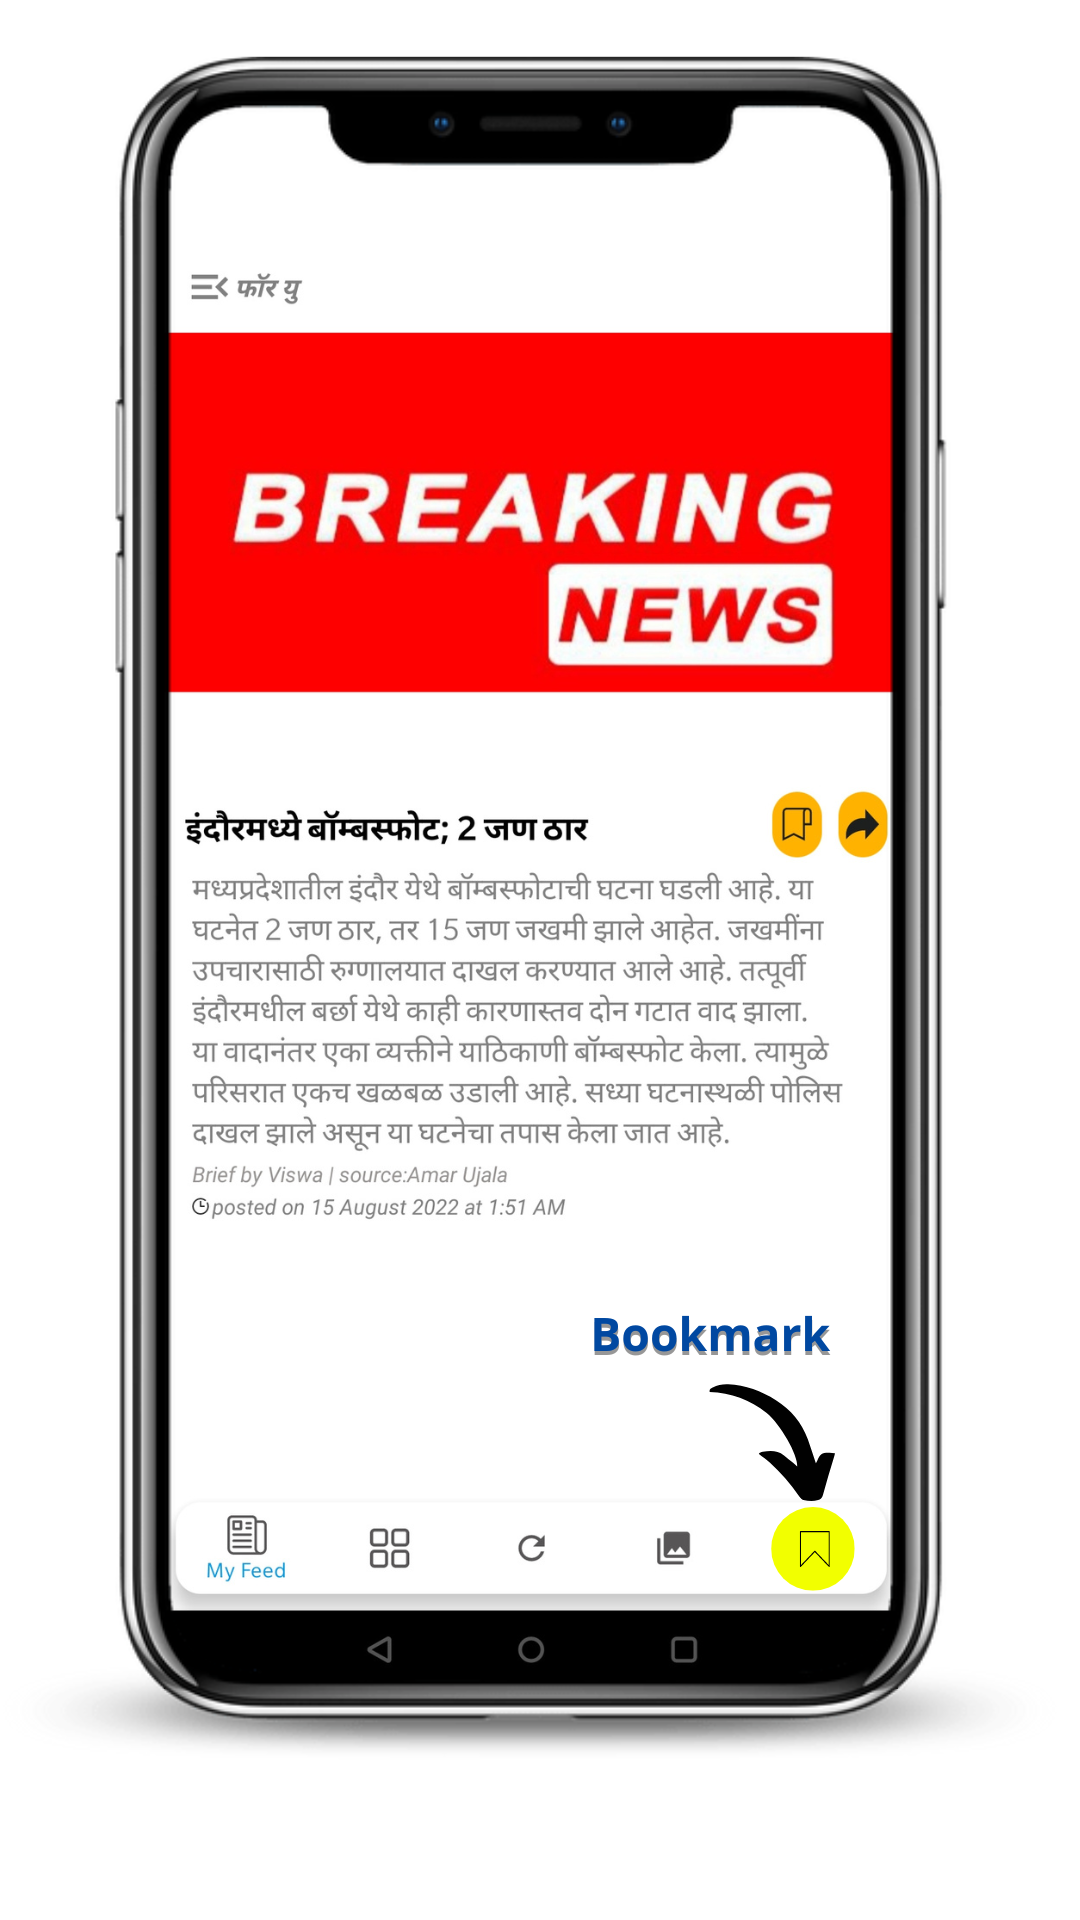 फॉर यु
BREAKING
NEWS
इंदौरमध्ये बॉम्बस्फोट; 2 जण ठार
मध्यप्रदेशातील इंदौर येथे बॉम्बस्फोटाची घटना घडली आहे. या
घटनेत 2 जण ठार, तर 15 जण जखमी झाले आहेत. जखमींना
उपचारासाठी रुग्णालयात दाखल करण्यात आले आहे. तत्पूर्वी
इंदौरमधील बर्छा येथे काही कारणास्तव दोन गटात वाद झाला.
या वादानंतर एका व्यक्तीने याठिकाणी बॉम्बस्फोट केला. त्यामुळे
परिसरात एकच खळबळ उडाली आहे. सध्या घटनास्थळी पोलिस
दाखल झाले असून या घटनेचा तपास केला जात आहे.
Brief by Viswa | source:Amar Ujala
posted on 15 August 2022 at 1:51 AM
Bookmark
My Feed